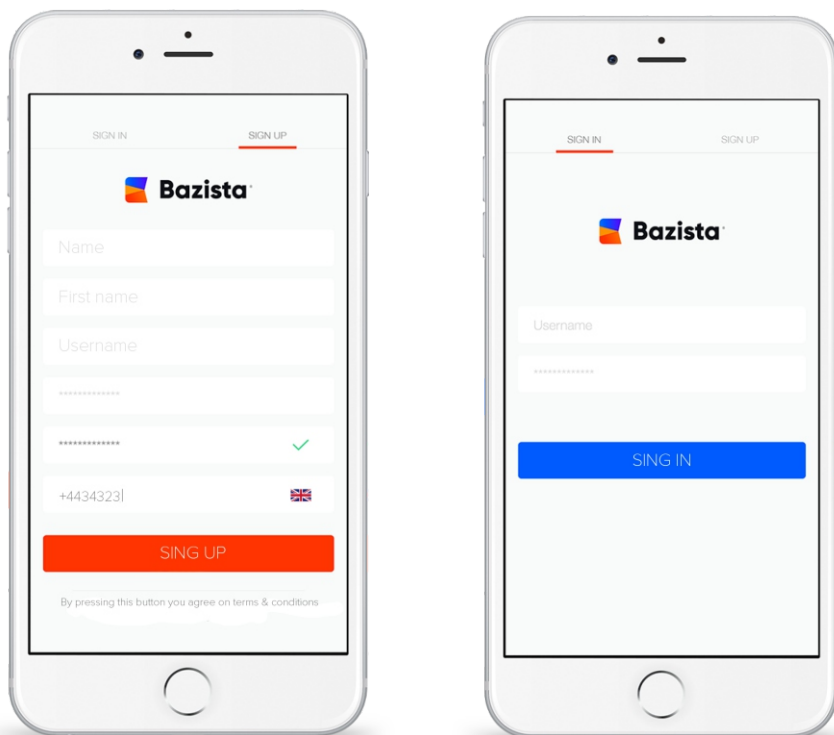 SIGN IN SIGN UP
Bazista
Name
First name
Username
*************
*************
+4434323
SING UP
By pressing this button you agree on terms & conditions
SIGN IN SIGN UP
Bazista
Username
*************
SING IN